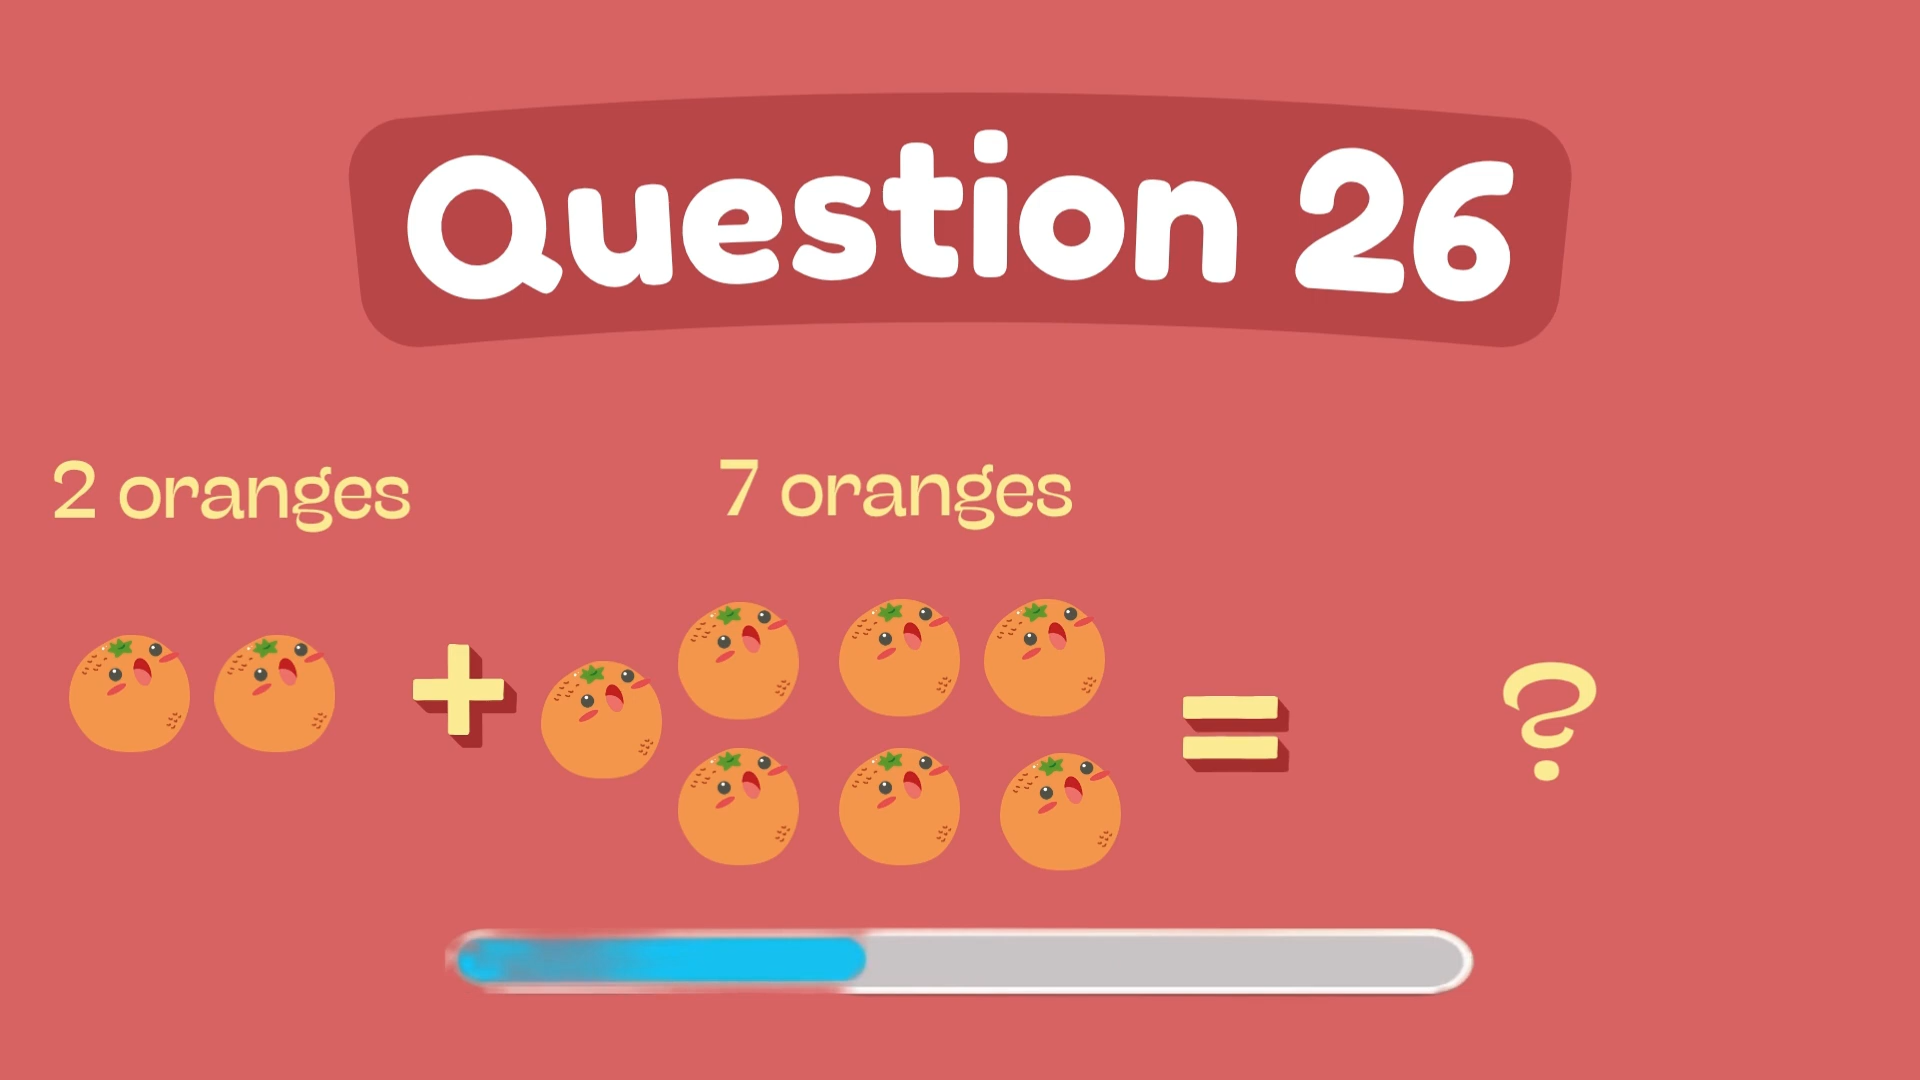 Question 26
2 oranges
7 oranges
+ = ?